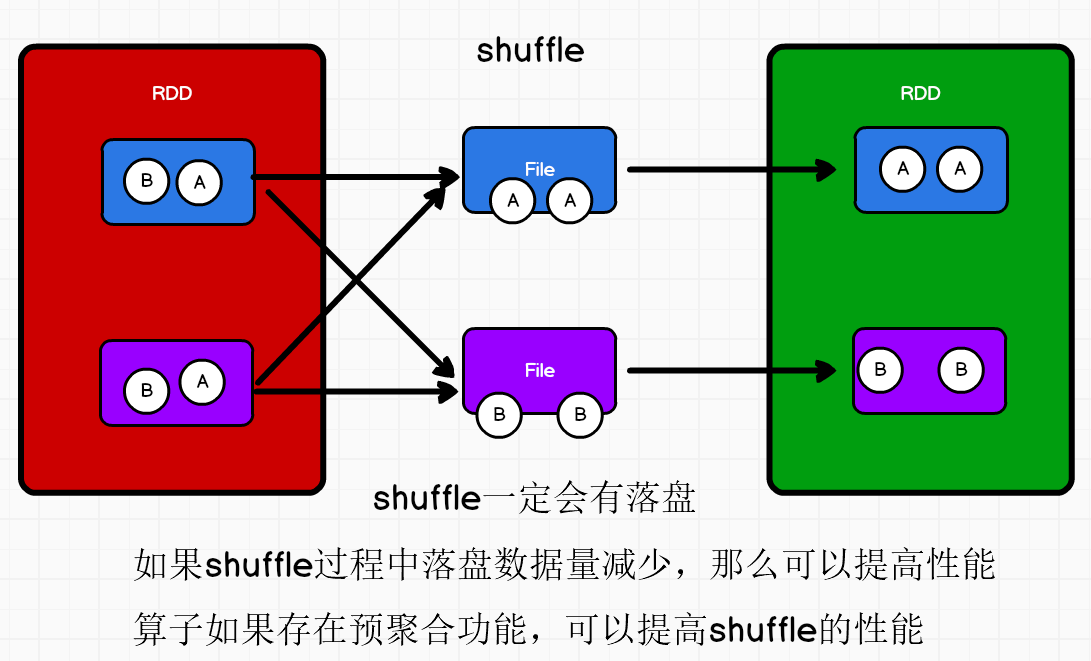 shuffle
RDD
RDD
B A
File
A A
A A
B A
File
B B
B B
shuffle一定会有落盘
如果shuffle过程中落盘数据量减少，那么可以提高性能
算子如果存在预聚合功能，可以提高shuffle的性能